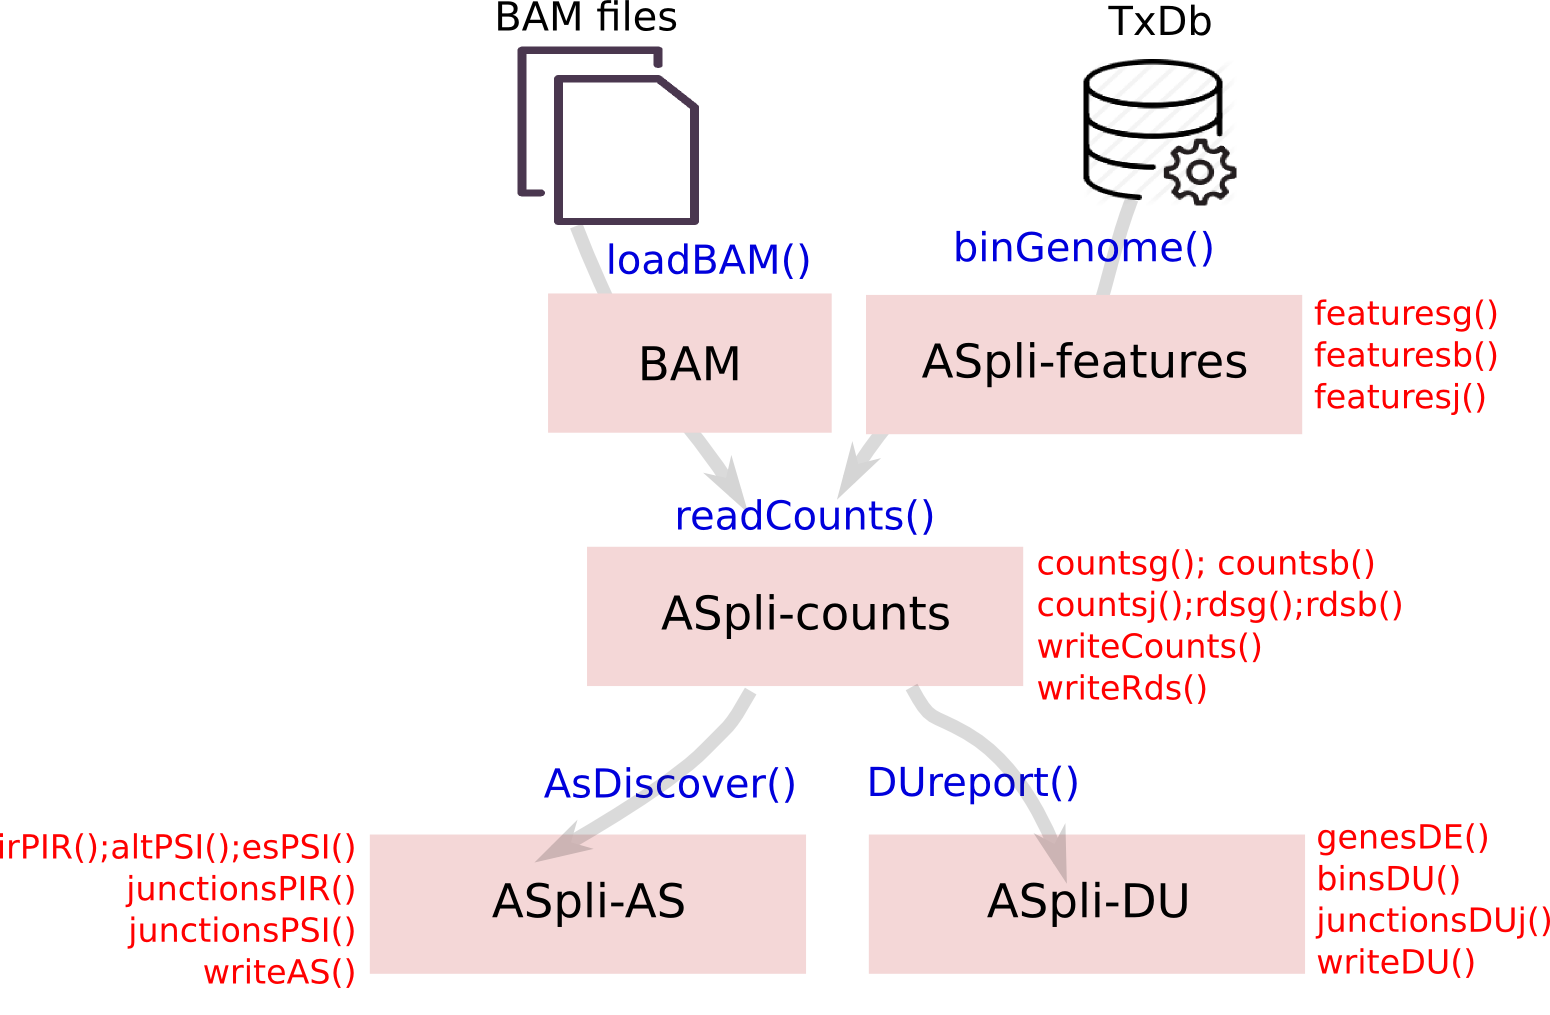 BAM files
TxDb
loadBAM()
binGenome()
BAM
ASpli-features
featuresg()
featuresb()
featuresj()
readCounts()
ASpli-counts
countsg(); countsb()
countsj();rdsg();rdsb()
writeCounts()
writeRds()
AsDiscover()
DUreport()
irPIR();altPSI();esPSI()
junctionsPIR()
junctionsPSI()
writeAS()
ASpli-AS
ASpli-DU
genesDE()
binsDU()
junctionsDUj()
writeDU()